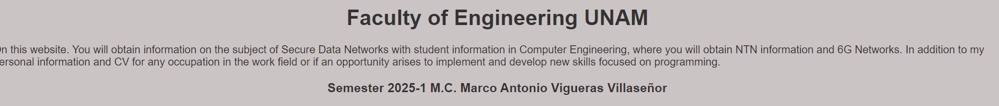 Faculty of Engineering UNAM
On this website. You will obtain information on the subject of Secure Data Networks with student information in Computer Engineering, where you will obtain NTN information and 6G Networks. In addition to my
ersonal information and CV for any occupation in the work field or if an opportunity arises to implement and develop new skills focused on programming.
Semester 2025-1 M.C. Marco Antonio Vigueras Villaseñor